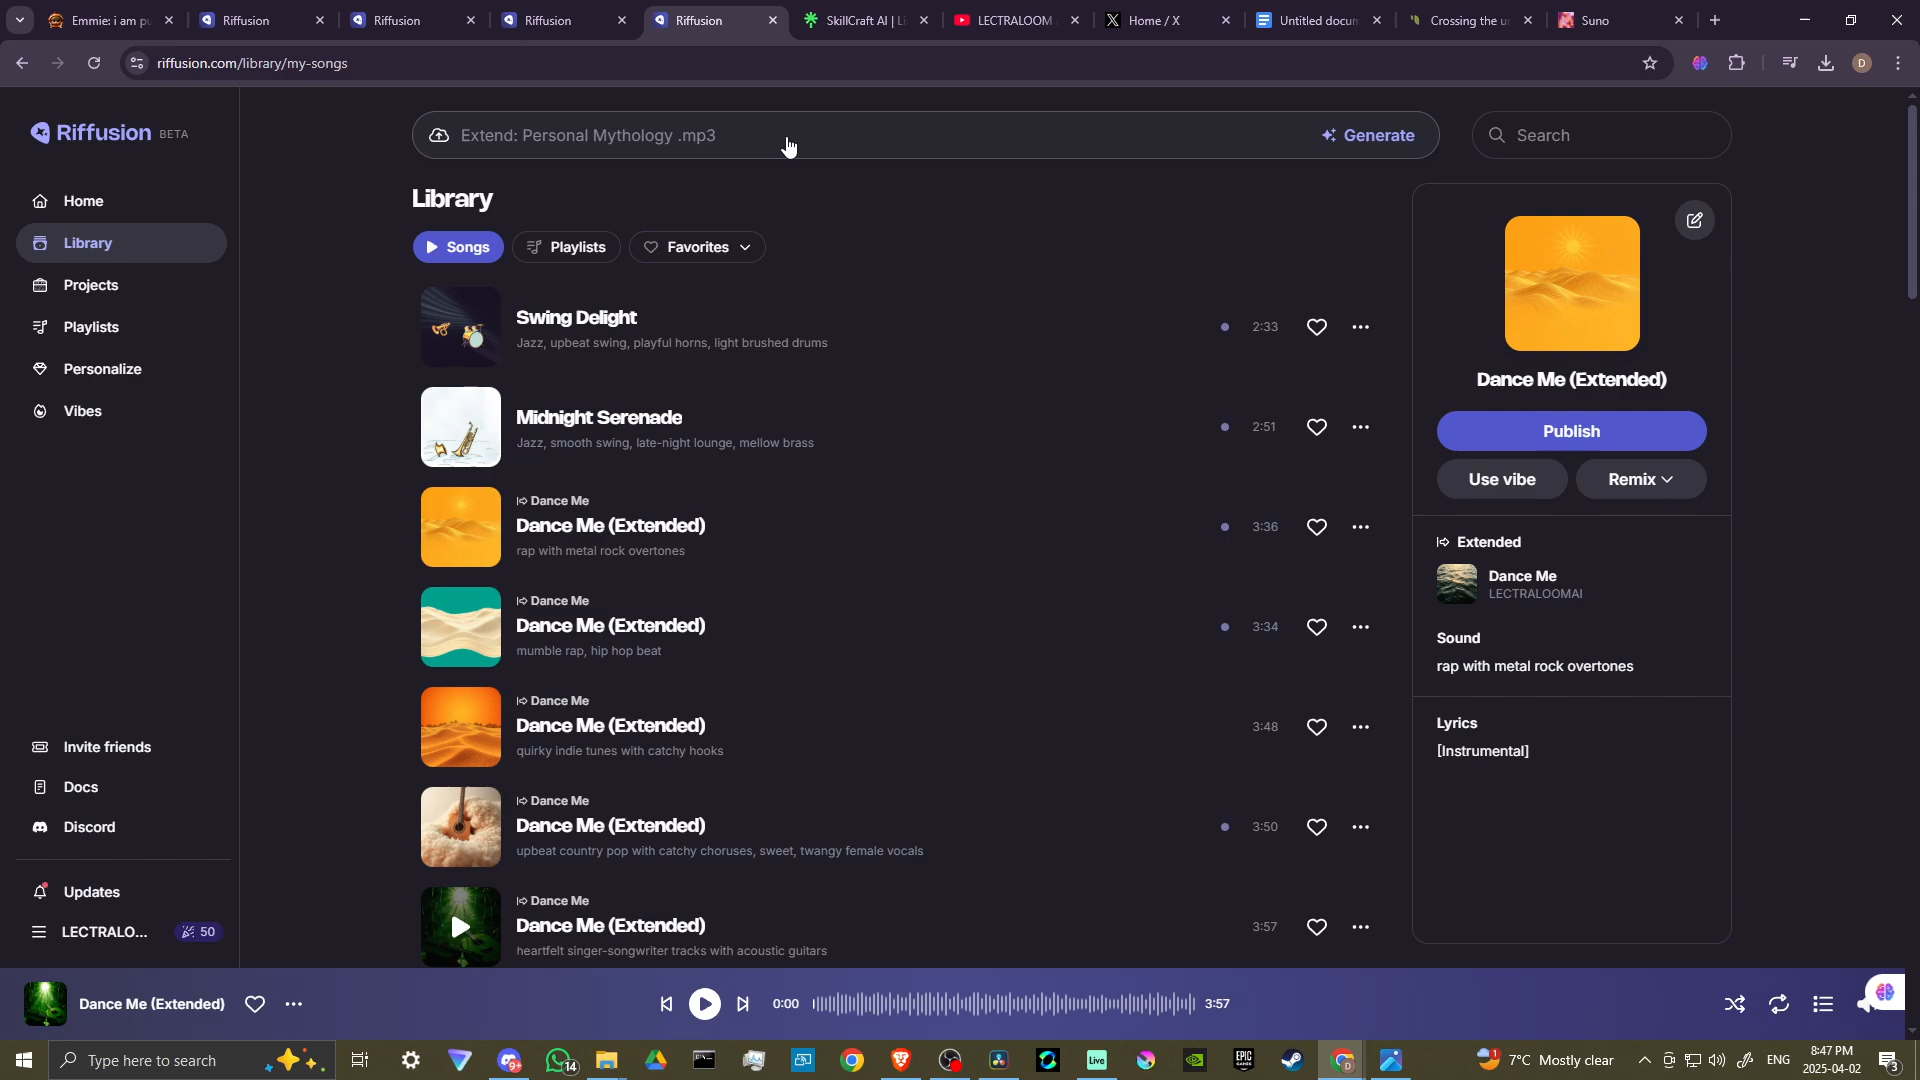 Emmie: i am pu
Riffusion
Riffusion
Riffusion
Riffusion
SkillCraft AI | Li
LECTRALOOM
Home / X
Untitled docum
Crossing the u
Suno
riffusion.com/library/my-songs
D
Riffusion BETA
Extend: Personal Mythology .mp3
Generate
Search
Home
Library
Projects
Playlists
Personalize
Vibes
Library
Songs
Playlists
Favorites
Swing Delight
Jazz, upbeat swing, playful horns, light brushed drums
2:33
Midnight Serenade
Jazz, smooth swing, late-night lounge, mellow brass
2:51
Dance Me
Dance Me (Extended)
rap with metal rock overtones
3:36
Dance Me
Dance Me (Extended)
mumble rap, hip hop beat
3:34
Dance Me
Dance Me (Extended)
quirky indie tunes with catchy hooks
3:48
Dance Me
Dance Me (Extended)
upbeat country pop with catchy choruses, sweet, twangy female vocals
3:50
Dance Me
Dance Me (Extended)
heartfelt singer-songwriter tracks with acoustic guitars
3:57
Dance Me (Extended)
Publish
Use vibe
Remix
Extended
Dance Me
LECTRALOOMAI
Sound
rap with metal rock overtones
Lyrics
[Instrumental]
Invite friends
Docs
Discord
Updates
LECTRALO...
50
Dance Me (Extended)
0:00
3:57
Type here to search
9+
14
Live
EPIC GAMES
D
1
7°C Mostly clear
ENG
8:47 PM
2025-04-02
3